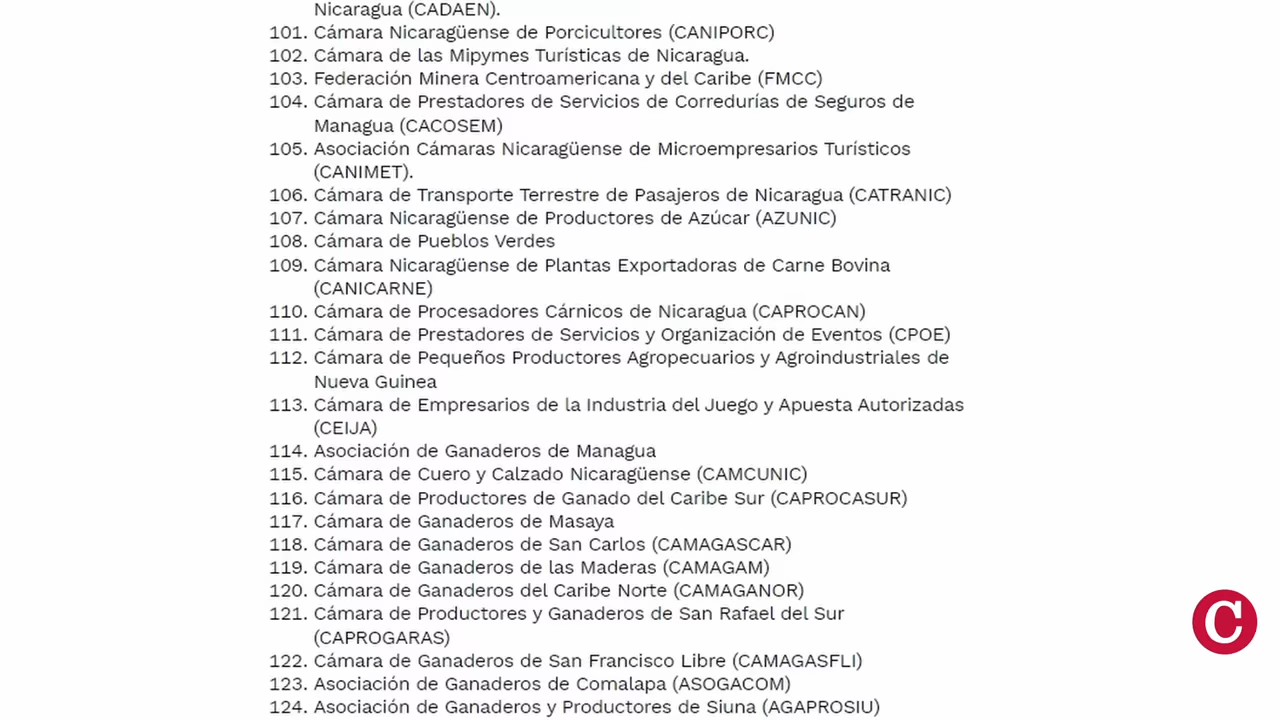 Nicaragua (CADAEN).
101. Cámara Nicaragüense de Porcicultores (CANIPORC)
102. Cámara de las Mipymes Turísticas de Nicaragua.
103. Federación Minera Centroamericana y del Caribe (FMCC)
104. Cámara de Prestadores de Servicios de Corredurías de Seguros de
Managua (CACOSEM)
105. Asociación Cámaras Nicaragüense de Microempresarios Turísticos
(CANIMET).
106. Cámara de Transporte Terrestre de Pasajeros de Nicaragua (CATRANIC)
107. Cámara Nicaragüense de Productores de Azúcar (AZUNIC)
108. Cámara de Pueblos Verdes
109. Cámara Nicaragüense de Plantas Exportadoras de Carne Bovina
(CANICARNE)
110. Cámara de Procesadores Cárnicos de Nicaragua (CAPROCAN)
111. Cámara de Prestadores de Servicios y Organización de Eventos (CPOE)
112. Cámara de Pequeños Productores Agropecuarios y Agroindustriales de
Nueva Guinea
113. Cámara de Empresarios de la Industria del Juego y Apuesta Autorizadas
(CEIJA)
114. Asociación de Ganaderos de Managua
115. Cámara de Cuero y Calzado Nicaragüense (CAMCUNIC)
116. Cámara de Productores de Ganado del Caribe Sur (CAPROCASUR)
117. Cámara de Ganaderos de Masaya
118. Cámara de Ganaderos de San Carlos (CAMAGASCAR)
119. Cámara de Ganaderos de las Maderas (CAMAGAM)
120. Cámara de Ganaderos del Caribe Norte (CAMAGANOR)
121. Cámara de Productores y Ganaderos de San Rafael del Sur
(CAPROGARAS)
122. Cámara de Ganaderos de San Francisco Libre (CAMAGASFLI)
123. Asociación de Ganaderos de Comalapa (ASOGACOM)
124. Asociación de Ganaderos y Productores de Siuna (AGAPROSIU)
C